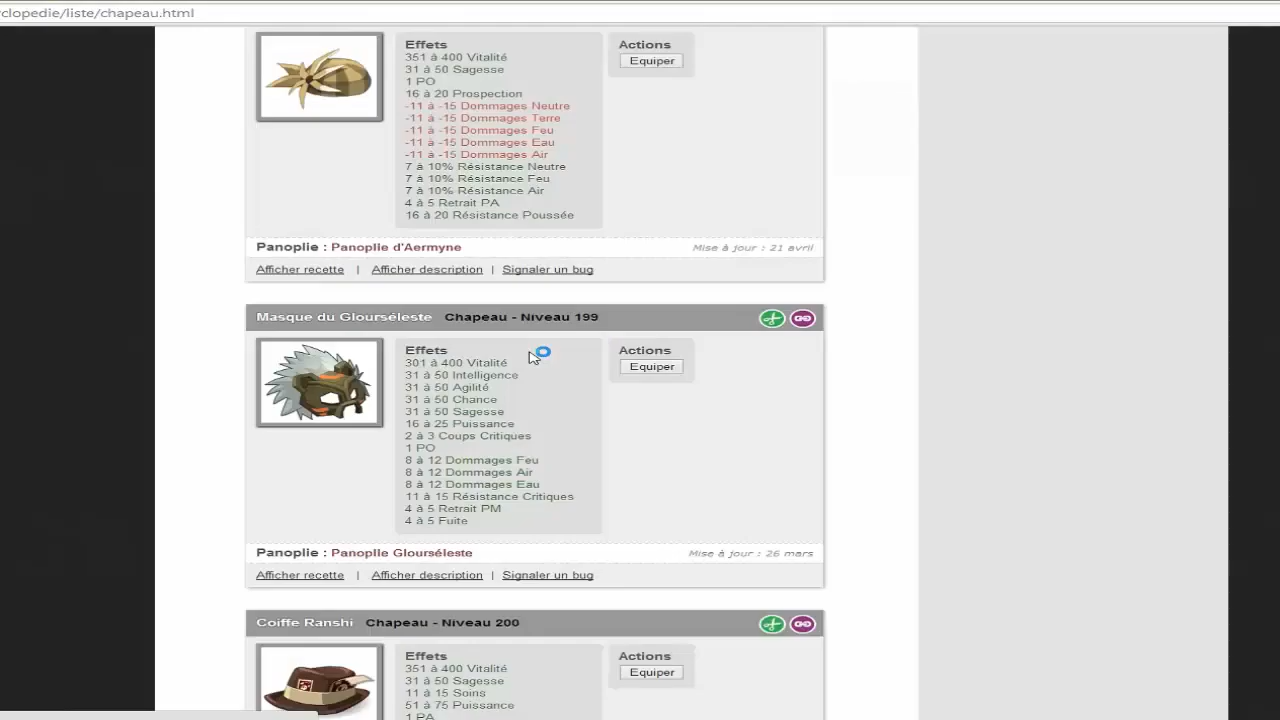 clopedie/liste/chapeau.html
Effets
351 à 400 Vitalité
31 à 50 Sagesse
1 PO
16 à 20 Prospection
-11 à -15 Dommages Neutre
-11 à -15 Dommages Terre
-11 à -15 Dommages Feu
-11 à -15 Dommages Eau
-11 à -15 Dommages Air
7 à 10% Résistance Neutre
7 à 10% Résistance Feu
7 à 10% Résistance Air
4 à 5 Retrait PA
16 à 20 Résistance Poussée
Actions
Equiper
Panoplie : Panoplie d'Aermyne
Mise à jour : 21 avril
Afficher recette | Afficher description | Signaler un bug
Masque du Glourséleste Chapeau - Niveau 199
Effets
301 à 400 Vitalité
31 à 50 Intelligence
31 à 50 Agilité
31 à 50 Chance
31 à 50 Sagesse
16 à 25 Puissance
2 à 3 Coups Critiques
1 PO
8 à 12 Dommages Feu
8 à 12 Dommages Air
8 à 12 Dommages Eau
11 à 15 Résistance Critiques
4 à 5 Retrait PM
4 à 5 Fuite
Actions
Equiper
Panoplie : Panoplie Glourséleste
Mise à jour : 26 mars
Afficher recette | Afficher description | Signaler un bug
Coiffe Ranshi Chapeau - Niveau 200
Effets
351 à 400 Vitalité
31 à 50 Sagesse
11 à 15 Soins
51 à 75 Puissance
1 PA
Actions
Equiper